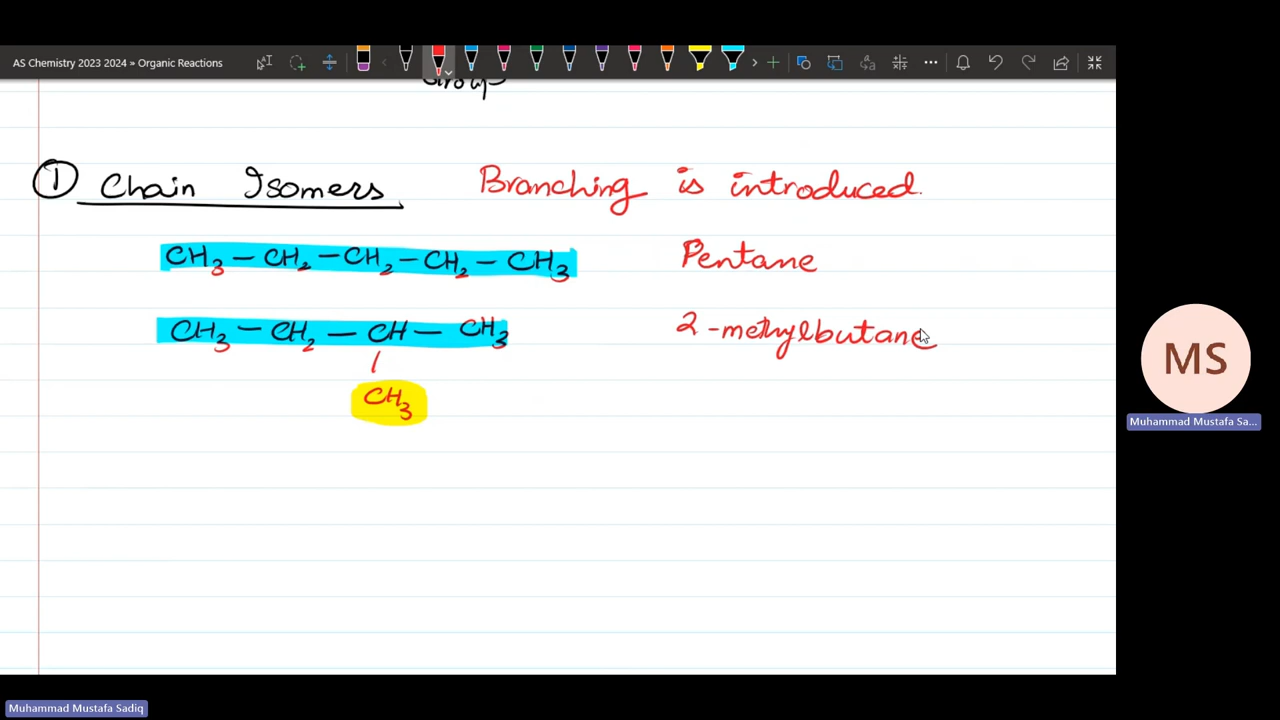 AS Chemistry 2023 2024 » Organic Reactions
Group
① Chain Isomers Branching is introduced.
CH₃ — CH₂ — CH₂ — CH₂ — CH₃ Pentane
CH₃ — CH₂ — CH — CH₃ 2-methylbutane
CH₃
MS
Muhammad Mustafa Sa...
Muhammad Mustafa Sadiq